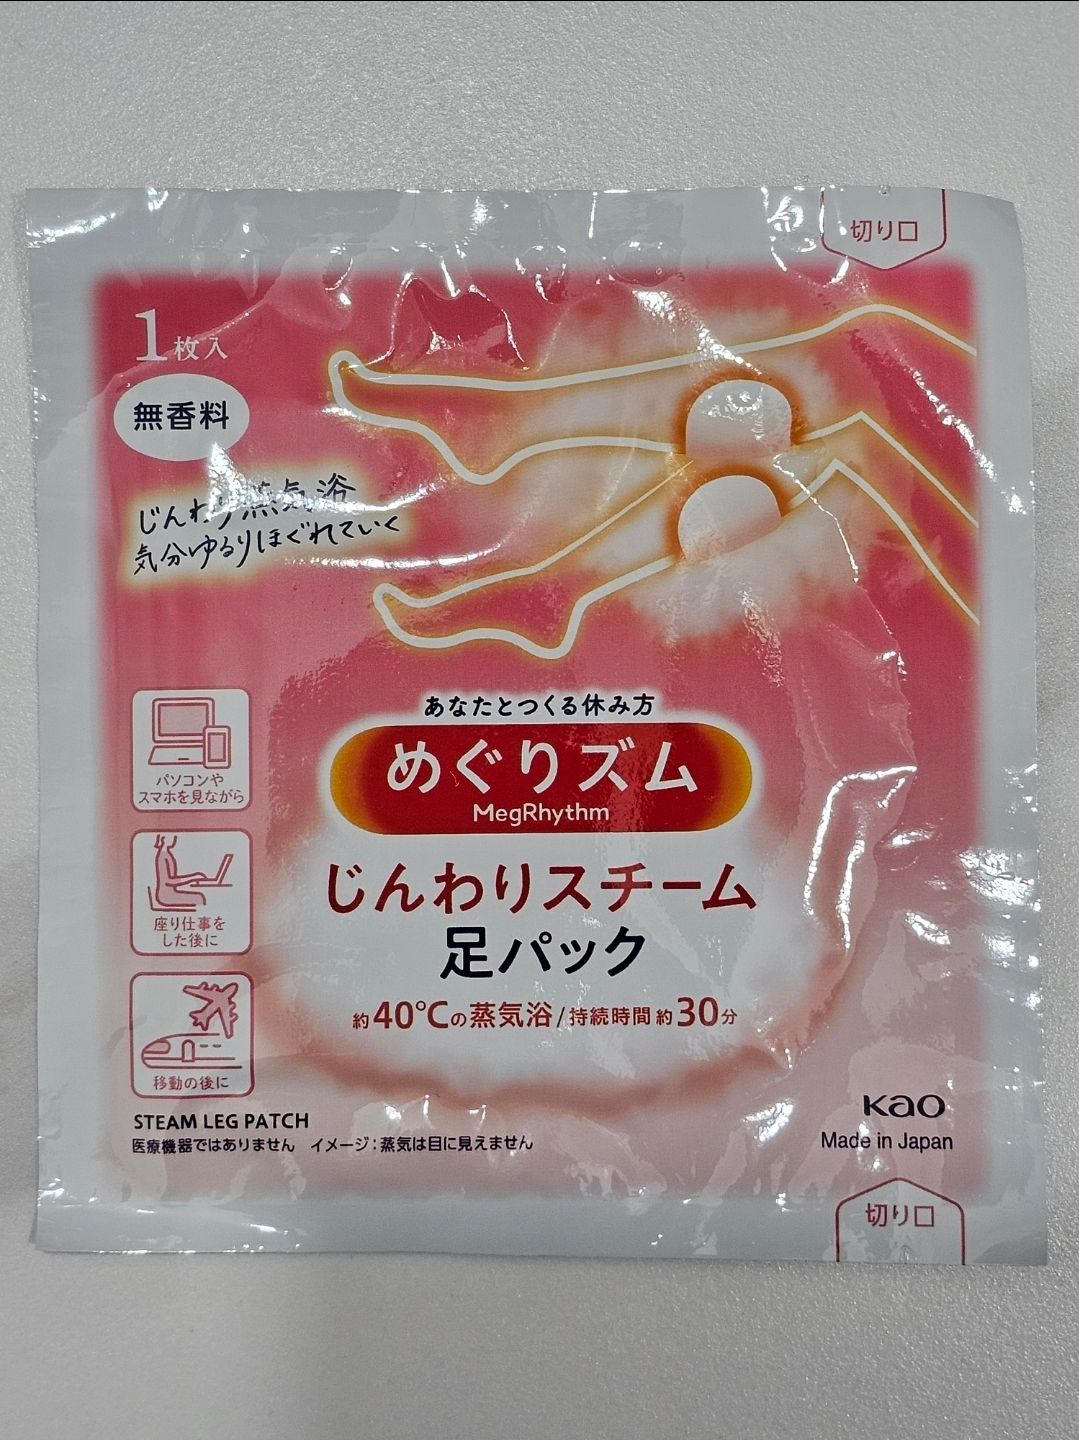 切り口
1枚入
無香料
じんわり蒸気浴
気分ゆるりほぐれていく
あなたとつくる休み方
めぐりズム
MegRhythm
じんわりスチーム
足パック
約40℃の蒸気浴/持続時間 約30分
パソコンや
スマホを見ながら
座り仕事を
した後に
移動の後に
STEAM LEG PATCH
医療機器ではありません イメージ:蒸気は目に見えません
Kao
Made in Japan
切り口